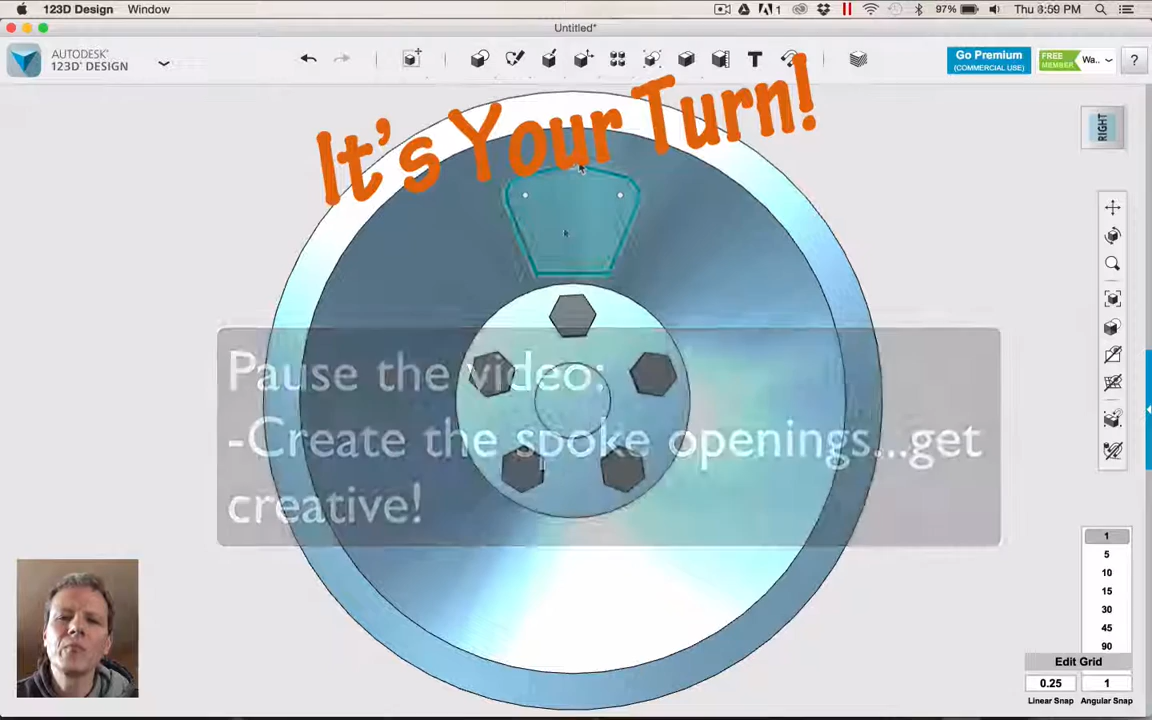 123D Design Window
97%
Thu 3:59 PM
Untitled*
AUTODESK
123D DESIGN
T
Go Premium
(COMMERCIAL USE)
FREE
MEMBER
Wa..
?
It's Your Turn!
RIGHT
Pause the video:
-Create the spoke openings...get
creative!
1
5
10
15
30
45
90
Edit Grid
0.25 1
Linear Snap Angular Snap